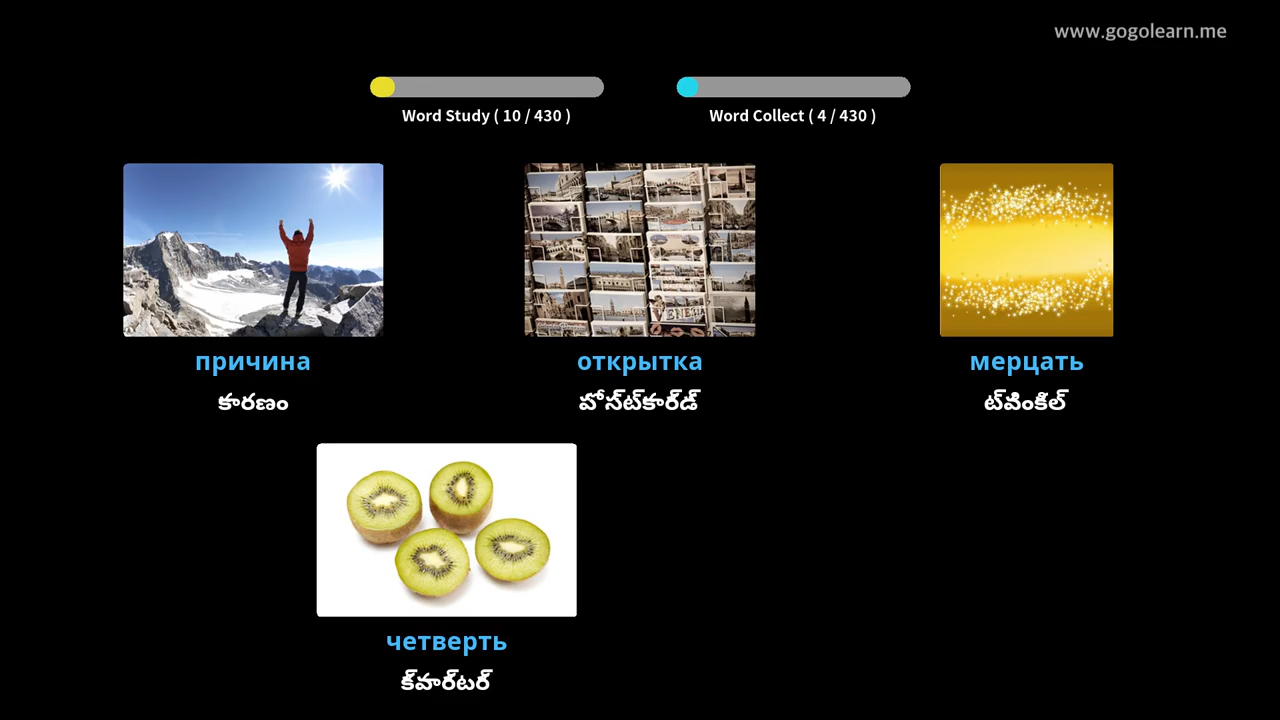 www.gogolearn.me
Word Study ( 10 / 430 )
Word Collect ( 4 / 430 )
причина
కారణం
открытка
పోస్ట్‌కార్డ్
мерцать
ట్‌వింకిల్
четверть
క్‌వార్‌టర్